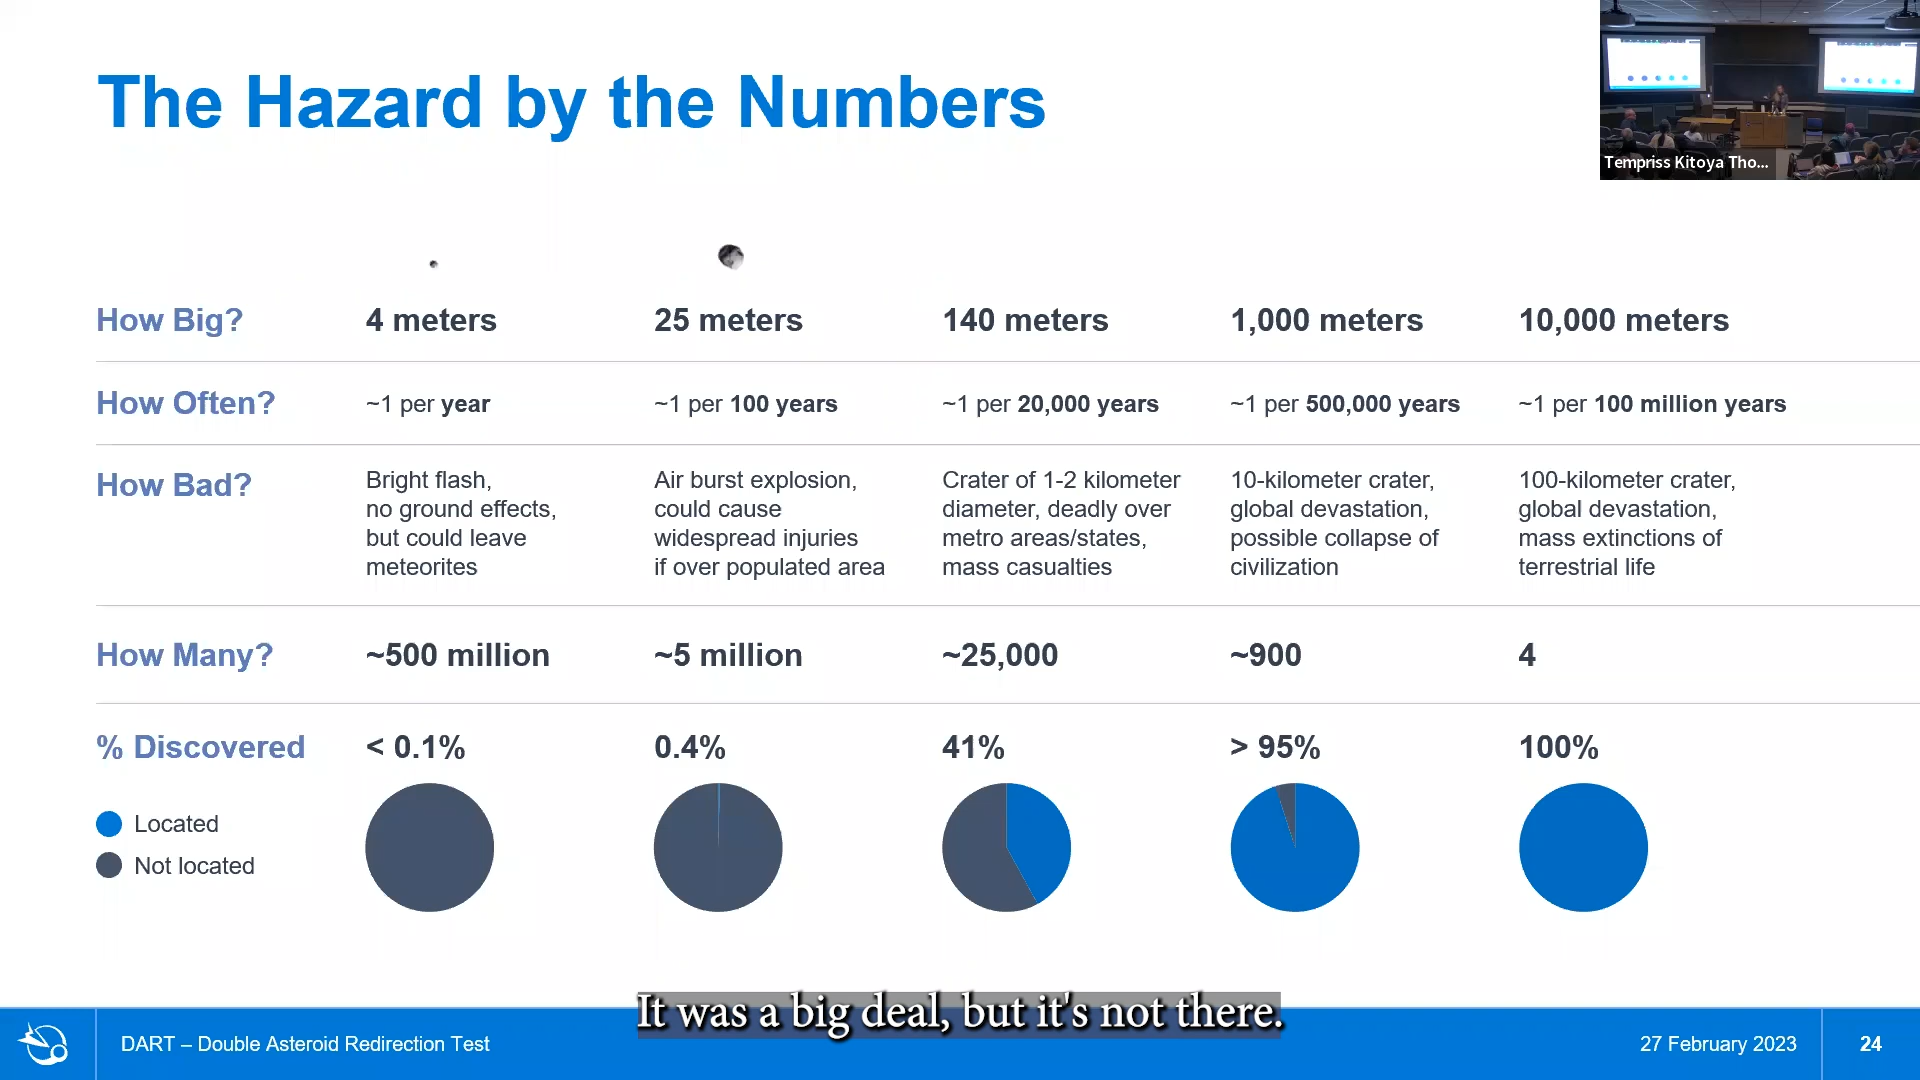 The Hazard by the Numbers
Tempriss Kitoya Tho...
How Big?
4 meters
25 meters
140 meters
1,000 meters
10,000 meters
How Often?
~1 per year
~1 per 100 years
~1 per 20,000 years
~1 per 500,000 years
~1 per 100 million years
How Bad?
Bright flash,
no ground effects,
but could leave
meteorites
Air burst explosion,
could cause
widespread injuries
if over populated area
Crater of 1-2 kilometer
diameter, deadly over
metro areas/states,
mass casualties
10-kilometer crater,
global devastation,
possible collapse of
civilization
100-kilometer crater,
global devastation,
mass extinctions of
terrestrial life
How Many?
~500 million
~5 million
~25,000
~900
4
% Discovered
< 0.1%
0.4%
41%
> 95%
100%
Located
Not located
It was a big deal, but it's not there.
DART – Double Asteroid Redirection Test
27 February 2023
24